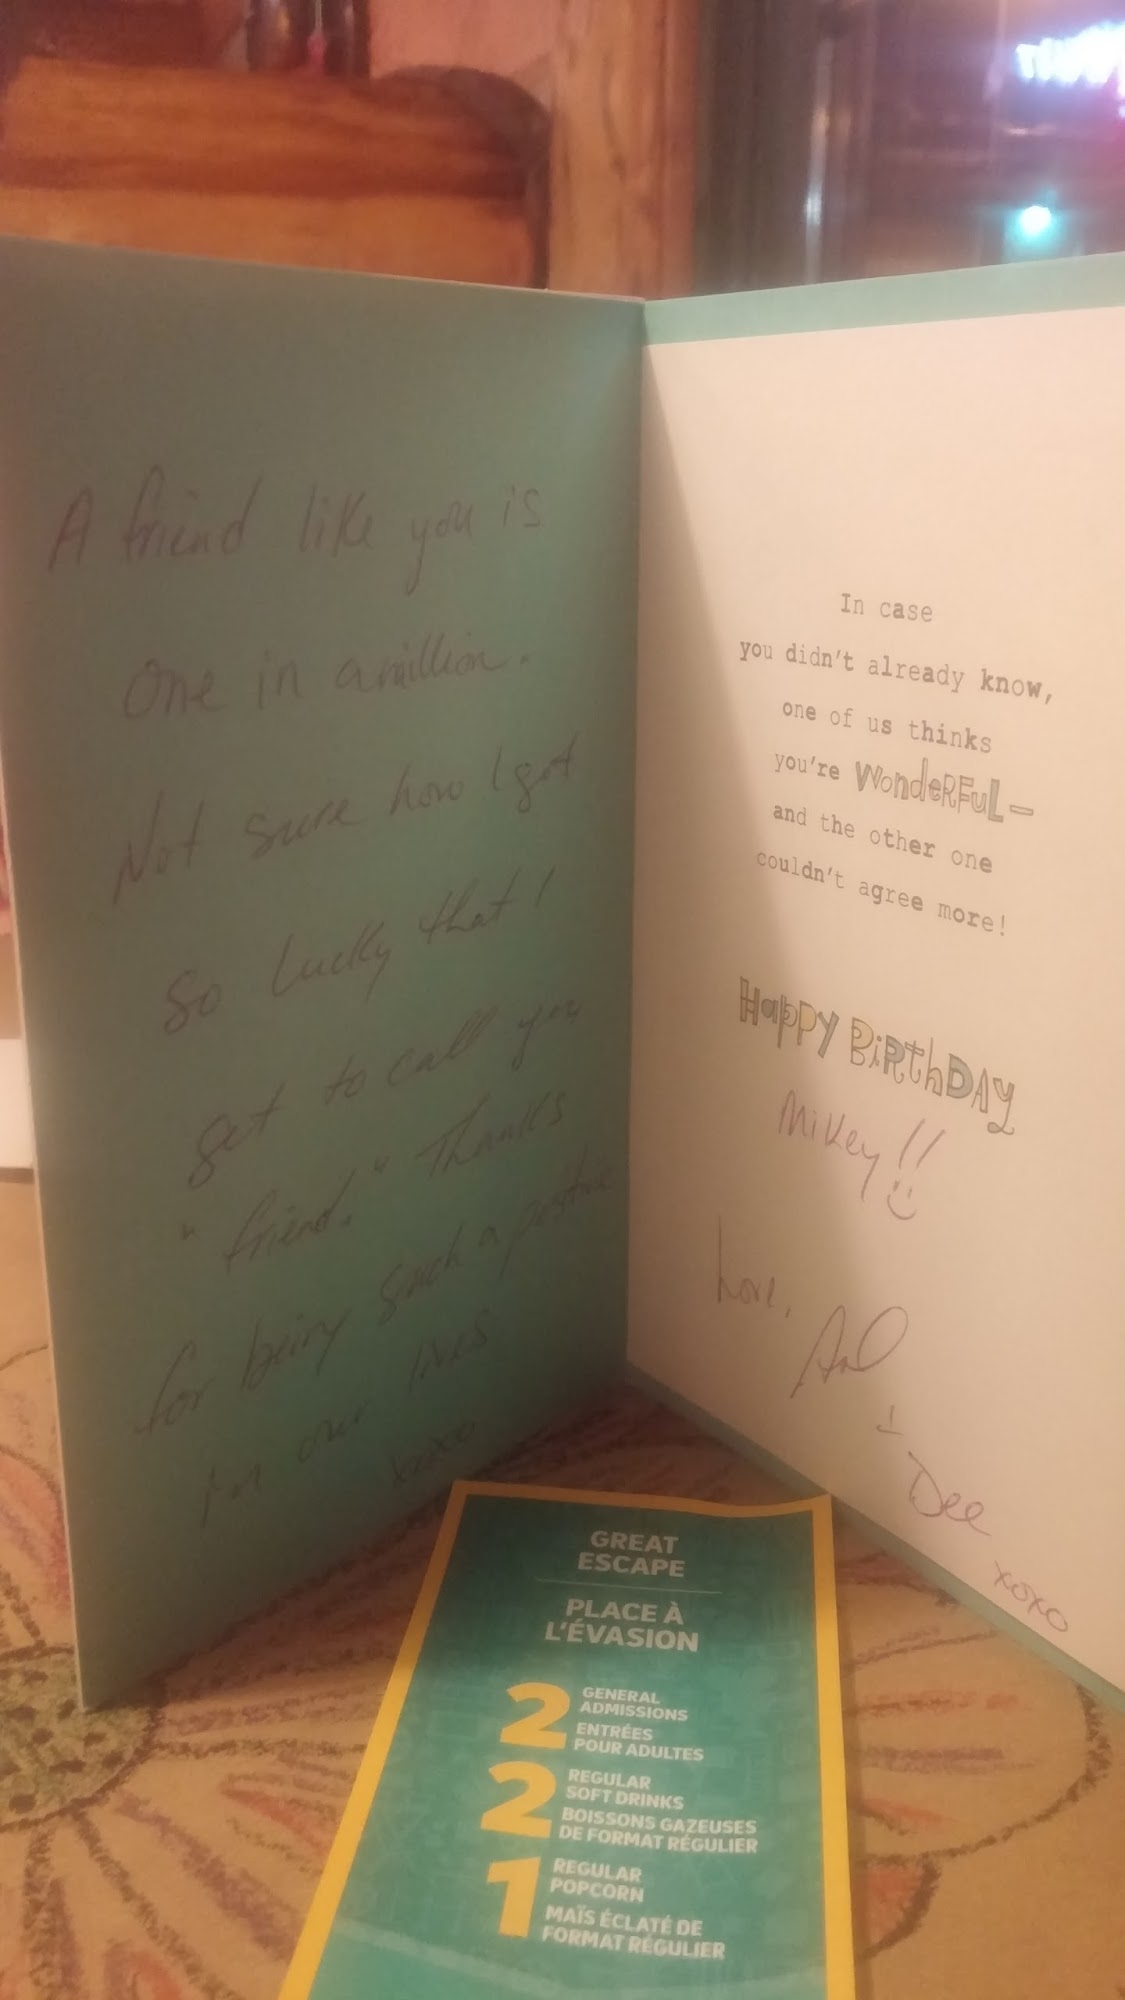 A friend like you is
one in a million.
Not sure how I got
so lucky that I
get to call you
"friend." Thanks
for being such a positive
in our lives
xoxo
In case
you didn't already know,
one of us thinks
you're WonderFuL—
and the other one
couldn't agree more!
HAPPY BiRthDAY
Mikey!!
Love,
Dee
xoxo
GREAT
ESCAPE
PLACE À
L'ÉVASION
2 GENERAL
ADMISSIONS
ENTRÉES
POUR ADULTES
2 REGULAR
SOFT DRINKS
BOISSONS GAZEUSES
DE FORMAT RÉGULIER
1 REGULAR
POPCORN
MAÏS ÉCLATÉ DE
FORMAT RÉGULIER